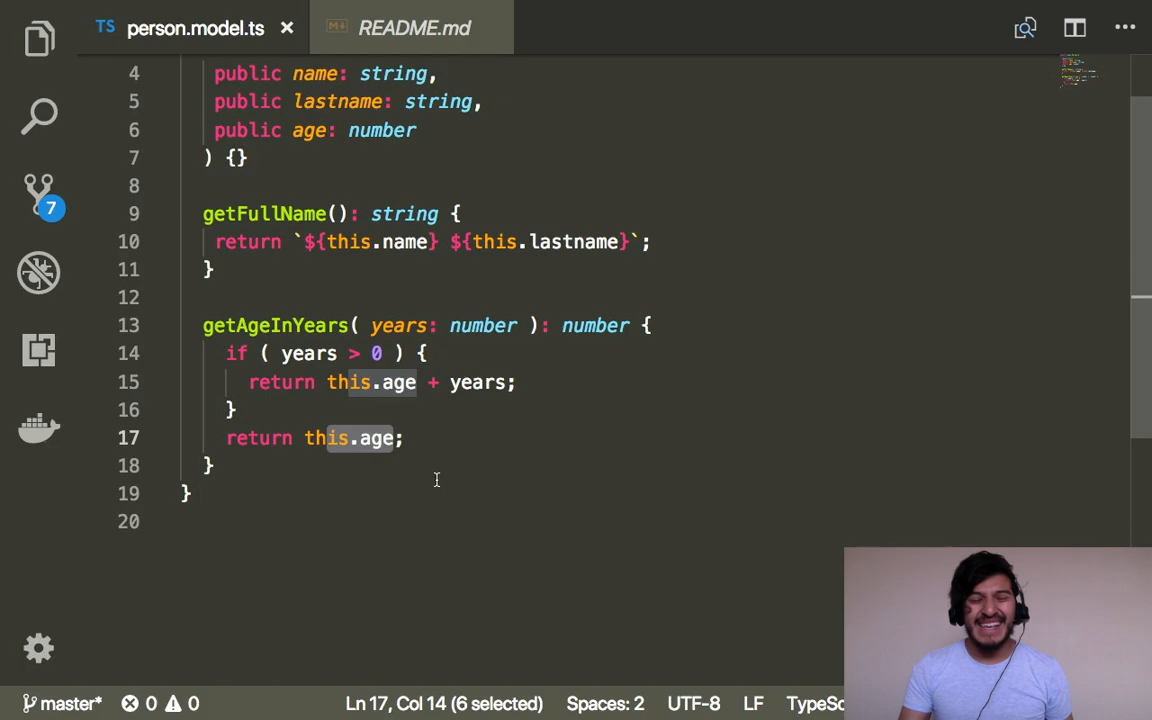 TS person.model.ts × README.md
4 public name: string,
5 public lastname: string,
6 public age: number
7 ) {}
8
9 getFullName(): string {
10 return `${this.name} ${this.lastname}`;
11 }
12
13 getAgeInYears( years: number ): number {
14 if ( years > 0 ) {
15 return this.age + years;
16 }
17 return this.age;
18 }
19 }
20
7
master* 0 0 Ln 17, Col 14 (6 selected) Spaces: 2 UTF-8 LF TypeSc